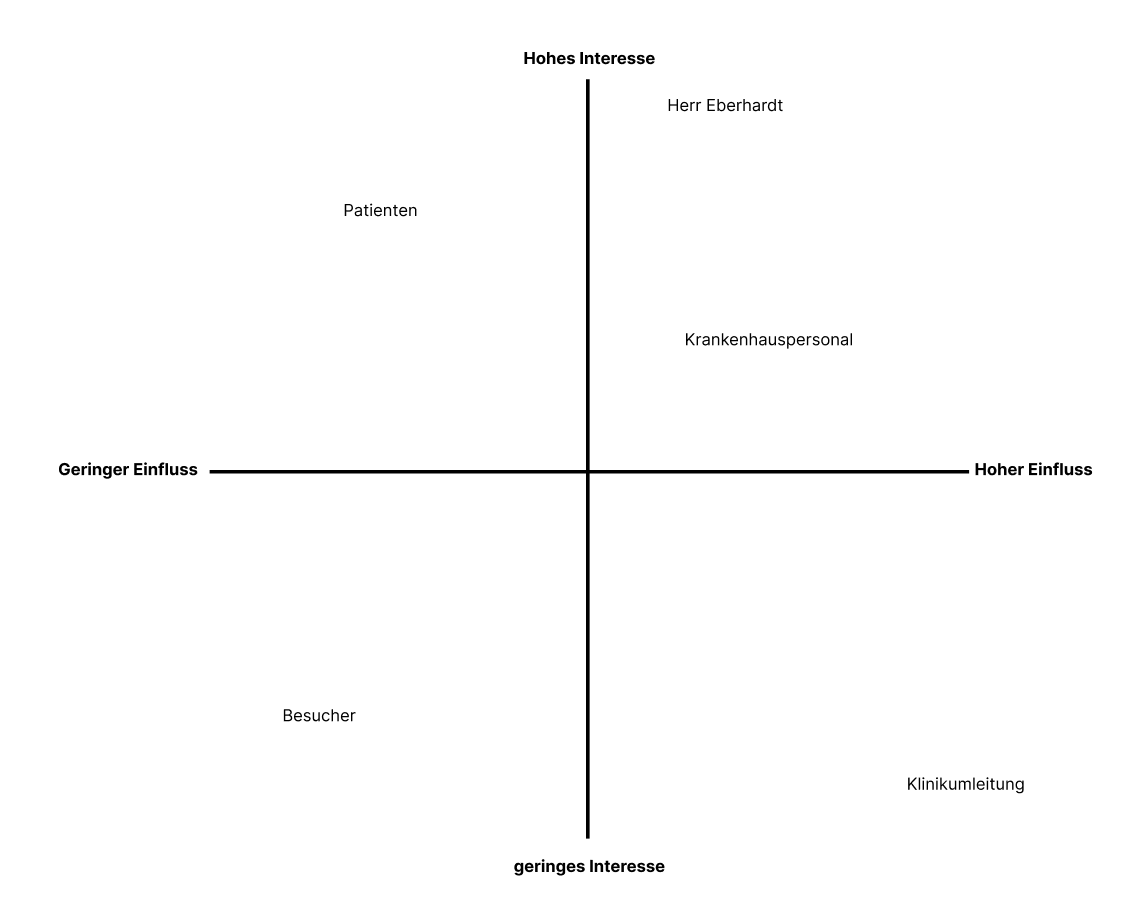 Hohes Interesse
Herr Eberhardt
Patienten
Krankenhauspersonal
Geringer Einfluss
Hoher Einfluss
Besucher
Klinikumleitung
geringes Interesse